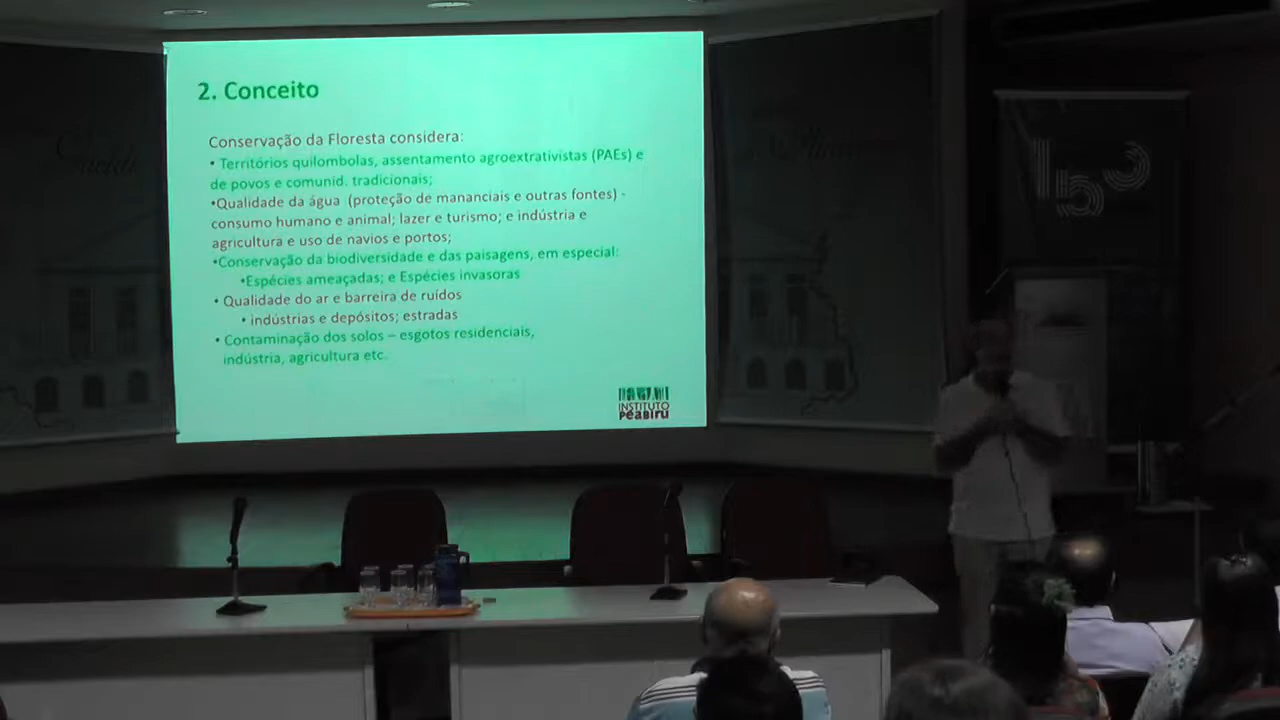 2. Conceito
Conservação da Floresta considera:
• Territórios quilombolas, assentamento agroextrativistas (PAEs) e
de povos e comunid. tradicionais;
•Qualidade da água (proteção de mananciais e outras fontes) -
consumo humano e animal; lazer e turismo; e indústria e
agricultura e uso de navios e portos;
•Conservação da biodiversidade e das paisagens, em especial:
•Espécies ameaçadas; e Espécies invasoras
• Qualidade do ar e barreira de ruídos
• indústrias e depósitos; estradas
• Contaminação dos solos – esgotos residenciais,
indústria, agricultura etc.
INSTITUTO
PEABIRU
153